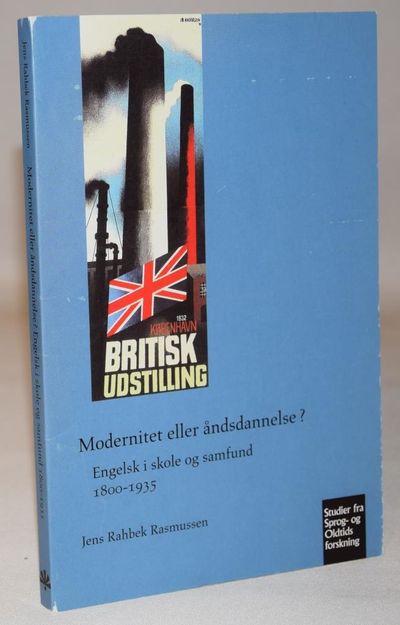 Jens Rahbek Rasmussen Modernitet eller åndsdannelse? Engelsk i skole og samfund 1800-1935
1932
KØBENHAVN
BRITISK
UDSTILLING
Modernitet eller åndsdannelse?
Engelsk i skole og samfund
1800-1935
Jens Rahbek Rasmussen
Studier fra
Sprog- og
Oldtids
forskning